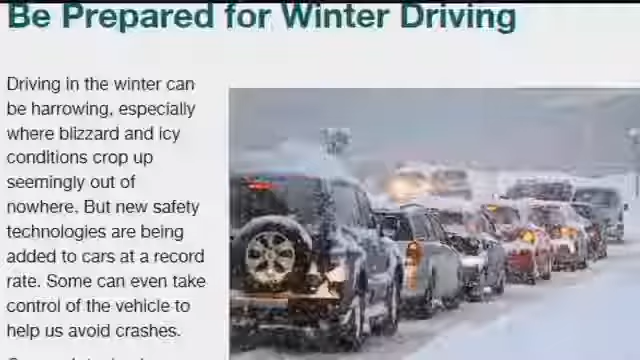 Be Prepared for Winter Driving
Driving in the winter can
be harrowing, especially
where blizzard and icy
conditions crop up
seemingly out of
nowhere. But new safety
technologies are being
added to cars at a record
rate. Some can even take
control of the vehicle to
help us avoid crashes.